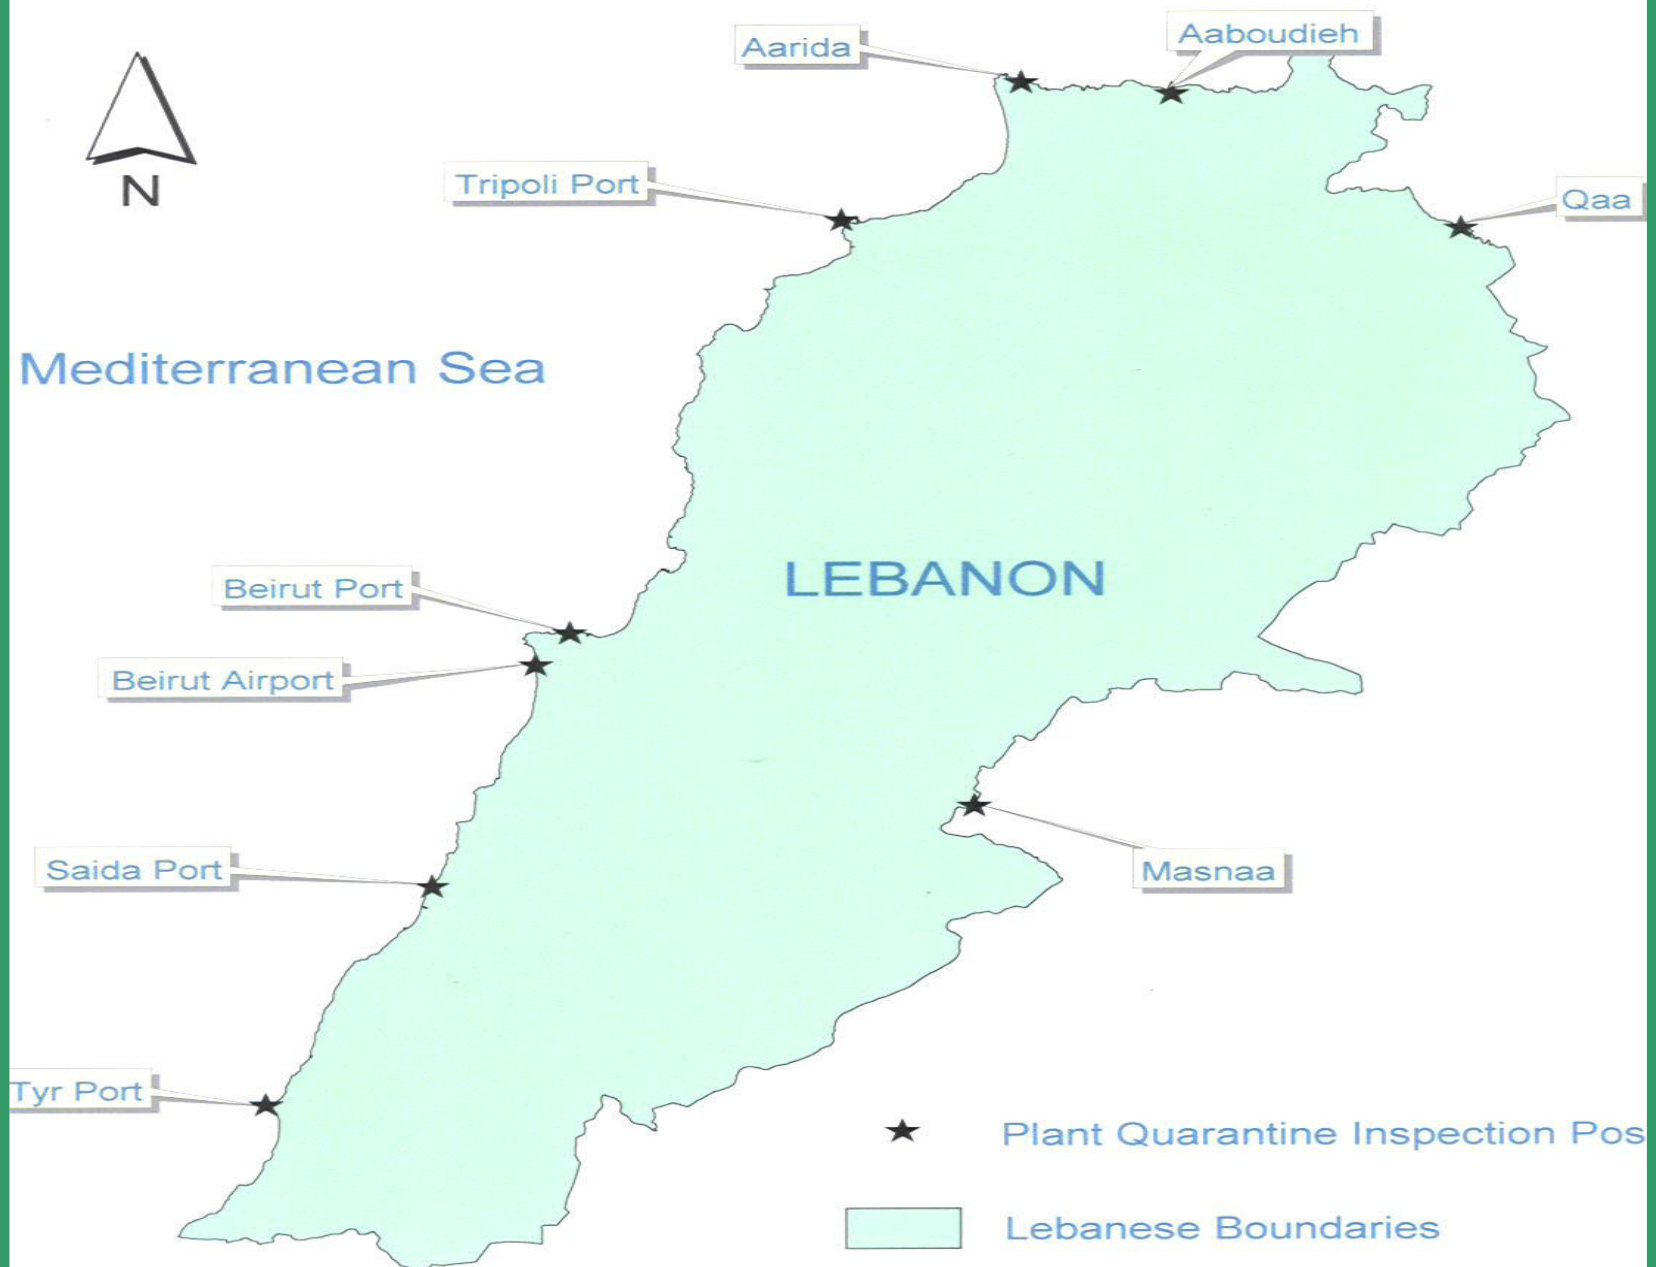 Aaboudieh
Aarida
Tripoli Port
Qaa
N
Mediterranean Sea
LEBANON
Beirut Port
Beirut Airport
Saida Port
Masnaa
Tyr Port
Plant Quarantine Inspection Pos
Lebanese Boundaries